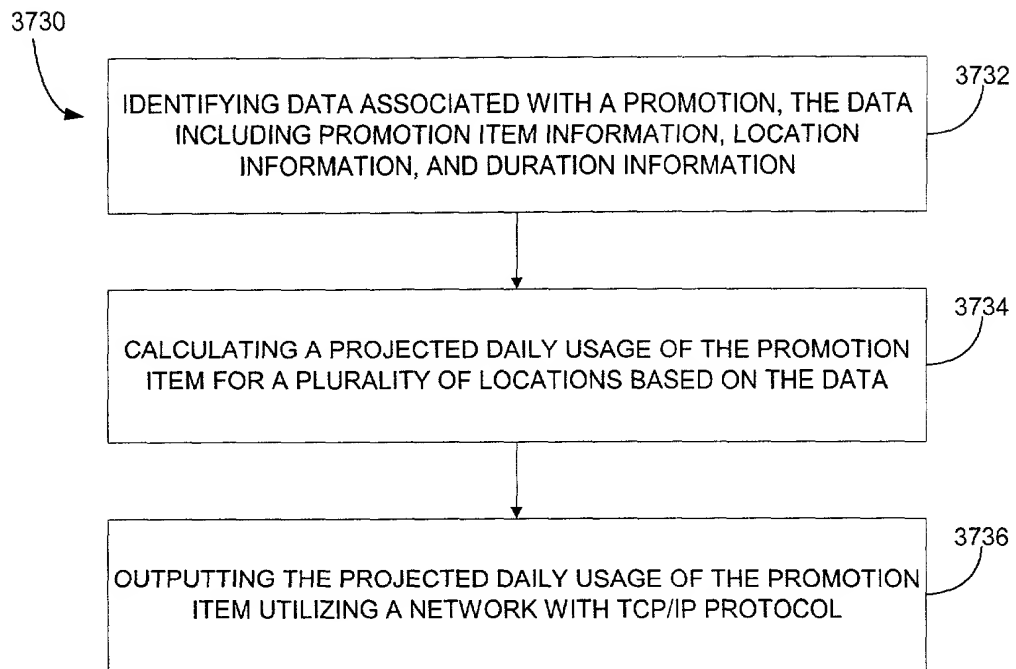 3730
3732
IDENTIFYING DATA ASSOCIATED WITH A PROMOTION, THE DATA
INCLUDING PROMOTION ITEM INFORMATION, LOCATION
INFORMATION, AND DURATION INFORMATION
3734
CALCULATING A PROJECTED DAILY USAGE OF THE PROMOTION
ITEM FOR A PLURALITY OF LOCATIONS BASED ON THE DATA
3736
OUTPUTTING THE PROJECTED DAILY USAGE OF THE PROMOTION
ITEM UTILIZING A NETWORK WITH TCP/IP PROTOCOL